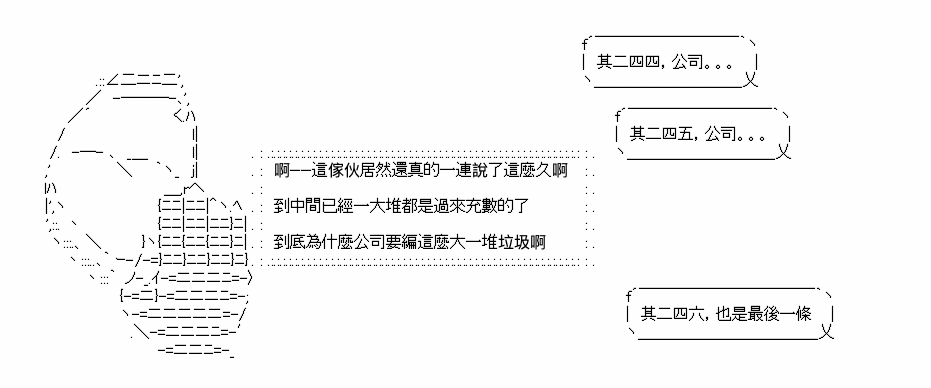 其二四四，公司。。。
其二四五，公司。。。
啊——這傢伙居然還真的一連說了這麼久啊
到中間已經一大堆都是過來充數的了
到底為什麼公司要編這麼大一堆垃圾啊
其二四六，也是最後一條